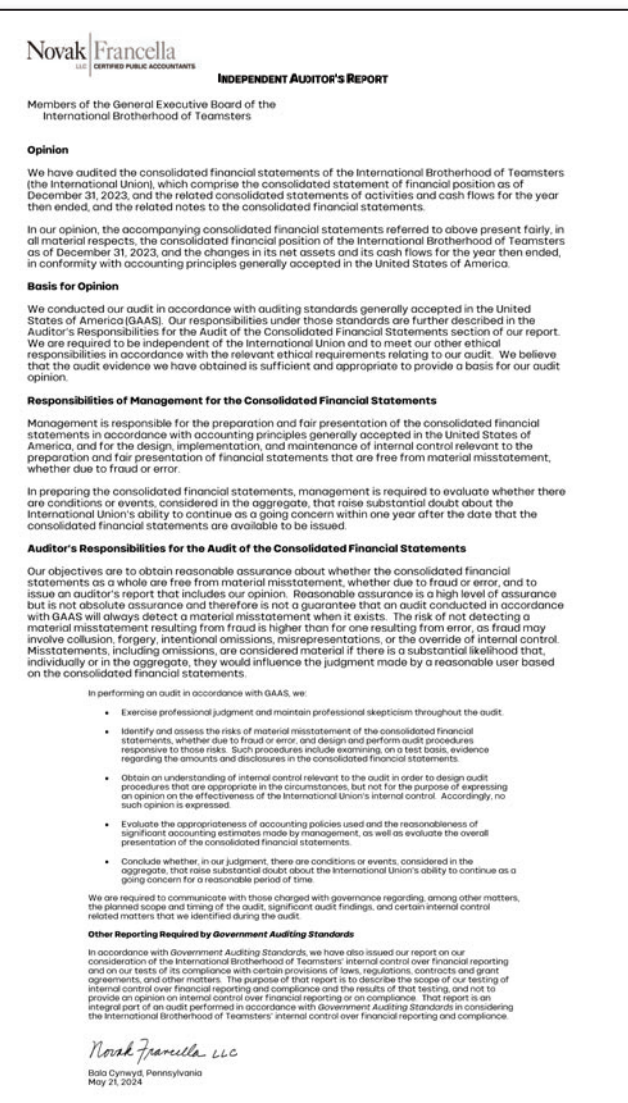 Novak Francella
LLC CERTIFIED PUBLIC ACCOUNTANTS
INDEPENDENT AUDITOR'S REPORT
Members of the General Executive Board of the
International Brotherhood of Teamsters
Opinion
We have audited the consolidated financial statements of the International Brotherhood of Teamsters
(the International Union), which comprise the consolidated statement of financial position as of
December 31, 2023, and the related consolidated statements of activities and cash flows for the year
then ended, and the related notes to the consolidated financial statements.
In our opinion, the accompanying consolidated financial statements referred to above present fairly, in
all material respects, the consolidated financial position of the International Brotherhood of Teamsters
as of December 31, 2023, and the changes in its net assets and its cash flows for the year then ended,
in conformity with accounting principles generally accepted in the United States of America.
Basis for Opinion
We conducted our audit in accordance with auditing standards generally accepted in the United
States of America (GAAS). Our responsibilities under those standards are further described in the
Auditor's Responsibilities for the Audit of the Consolidated Financial Statements section of our report.
We are required to be independent of the International Union and to meet our other ethical
responsibilities in accordance with the relevant ethical requirements relating to our audit. We believe
that the audit evidence we have obtained is sufficient and appropriate to provide a basis for our audit
opinion.
Responsibilities of Management for the Consolidated Financial Statements
Management is responsible for the preparation and fair presentation of the consolidated financial
statements in accordance with accounting principles generally accepted in the United States of
America, and for the design, implementation, and maintenance of internal control relevant to the
preparation and fair presentation of financial statements that are free from material misstatement,
whether due to fraud or error.
In preparing the consolidated financial statements, management is required to evaluate whether there
are conditions or events, considered in the aggregate, that raise substantial doubt about the
International Union's ability to continue as a going concern within one year after the date that the
consolidated financial statements are available to be issued.
Auditor's Responsibilities for the Audit of the Consolidated Financial Statements
Our objectives are to obtain reasonable assurance about whether the consolidated financial
statements as a whole are free from material misstatement, whether due to fraud or error, and to
issue an auditor's report that includes our opinion. Reasonable assurance is a high level of assurance
but is not absolute assurance and therefore is not a guarantee that an audit conducted in accordance
with GAAS will always detect a material misstatement when it exists. The risk of not detecting a
material misstatement resulting from fraud is higher than for one resulting from error, as fraud may
involve collusion, forgery, intentional omissions, misrepresentations, or the override of internal control.
Misstatements, including omissions, are considered material if there is a substantial likelihood that,
individually or in the aggregate, they would influence the judgment made by a reasonable user based
on the consolidated financial statements.
In performing an audit in accordance with GAAS, we:
• Exercise professional judgment and maintain professional skepticism throughout the audit.
• Identify and assess the risks of material misstatement of the consolidated financial
statements, whether due to fraud or error, and design and perform audit procedures
responsive to those risks. Such procedures include examining, on a test basis, evidence
regarding the amounts and disclosures in the consolidated financial statements.
• Obtain an understanding of internal control relevant to the audit in order to design audit
procedures that are appropriate in the circumstances, but not for the purpose of expressing
an opinion on the effectiveness of the International Union's internal control. Accordingly, no
such opinion is expressed.
• Evaluate the appropriateness of accounting policies used and the reasonableness of
significant accounting estimates made by management, as well as evaluate the overall
presentation of the consolidated financial statements.
• Conclude whether, in our judgment, there are conditions or events, considered in the
aggregate, that raise substantial doubt about the International Union's ability to continue as a
going concern for a reasonable period of time.
We are required to communicate with those charged with governance regarding, among other matters,
the planned scope and timing of the audit, significant audit findings, and certain internal control
related matters that we identified during the audit.
Other Reporting Required by Government Auditing Standards
In accordance with Government Auditing Standards, we have also issued our report on our
consideration of the International Brotherhood of Teamsters' internal control over financial reporting
and on our tests of its compliance with certain provisions of laws, regulations, contracts and grant
agreements, and other matters. The purpose of that report is to describe the scope of our testing of
internal control over financial reporting and compliance and the results of that testing, and not to
provide an opinion on internal control over financial reporting or on compliance. That report is an
integral part of an audit performed in accordance with Government Auditing Standards in considering
the International Brotherhood of Teamsters' internal control over financial reporting and compliance.
Novak Francella LLC
Bala Cynwyd, Pennsylvania
May 21, 2024